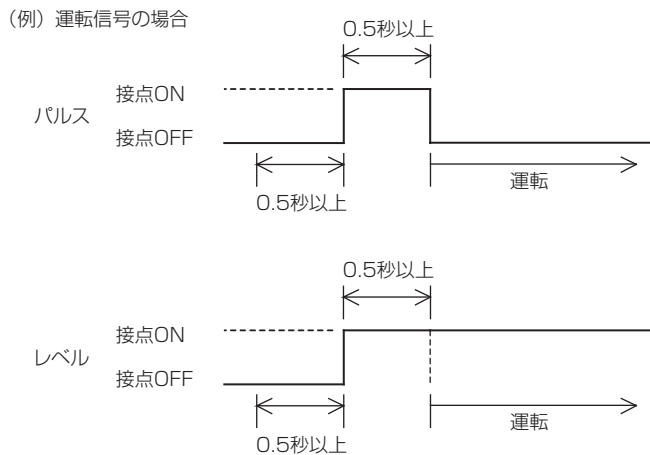 （例）運転信号の場合
0.5秒以上
接点ON
パルス
接点OFF
運転
0.5秒以上
0.5秒以上
接点ON
レベル
接点OFF
運転
0.5秒以上